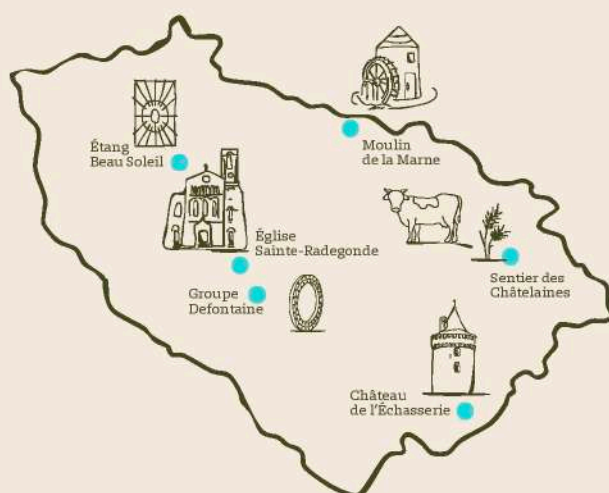 Étang
Beau Soleil
Moulin
de la Marne
Église
Sainte-Radegonde
Groupe
Defontaine
Sentier des
Châtelaines
Château
de l'Échasserie